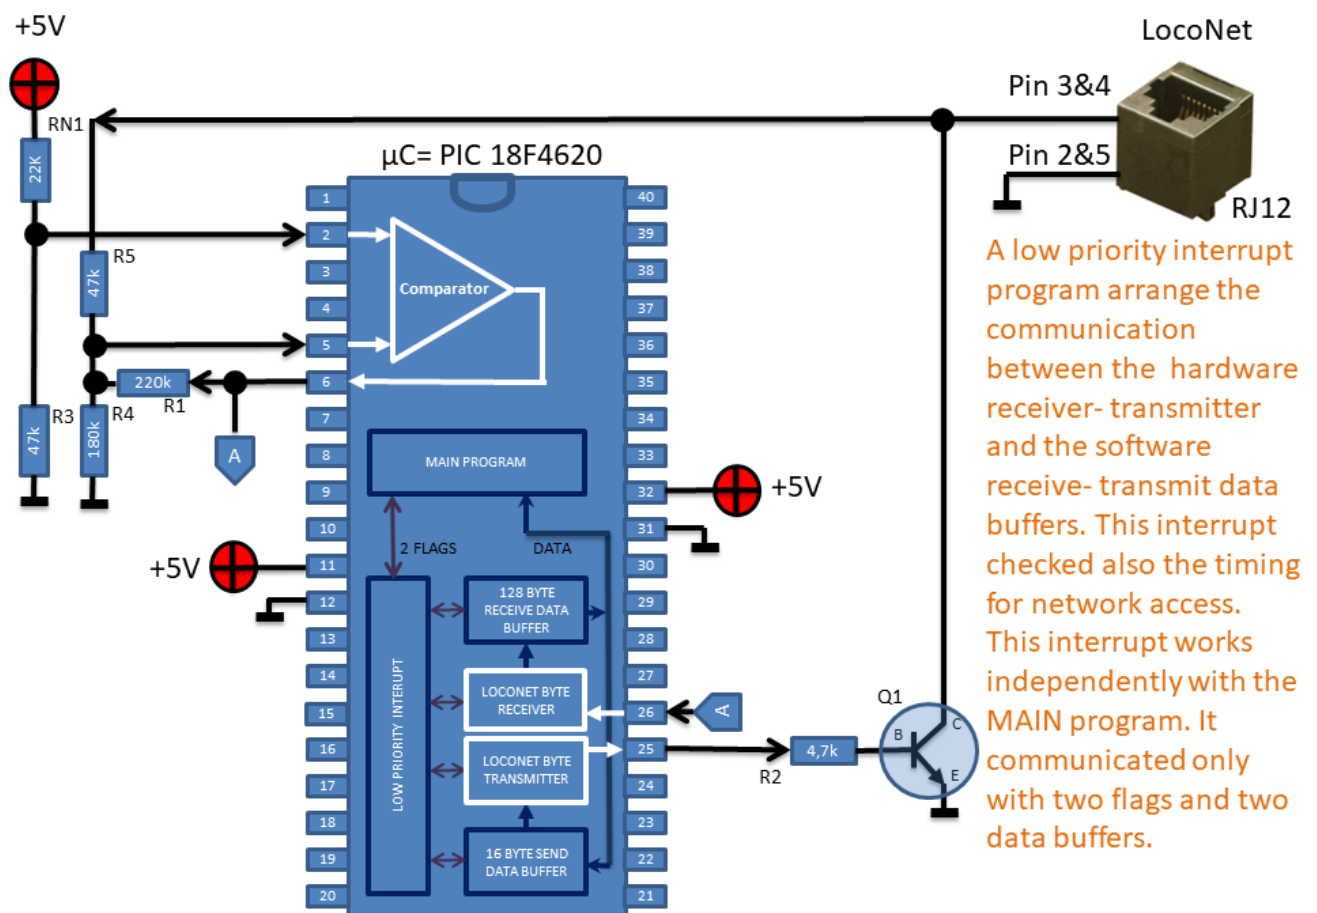 +5V
LocoNet
Pin 3&4
RN1
µC= PIC 18F4620
22K
Pin 2&5
RJ12
1
40
2
39
3
38
4
37
5
36
6
35
7
34
8
33
9
32
10
31
11
30
12
29
13
28
14
27
15
26
16
25
17
24
18
23
19
22
20
21
R5
47k
Comparator
220k
R1
R3
47k
R4
180k
A
MAIN PROGRAM
+5V
2 FLAGS
DATA
+5V
128 BYTE
RECEIVE DATA
BUFFER
LOW PRIORITY INTERUPT
LOCONET BYTE
RECEIVER
A
LOCONET BYTE
TRANSMITTER
16 BYTE SEND
DATA BUFFER
R2
4,7k
Q1
B
C
E
A low priority interrupt
program arrange the
communication
between the hardware
receiver- transmitter
and the software
receive- transmit data
buffers. This interrupt
checked also the timing
for network access.
This interrupt works
independently with the
MAIN program. It
communicated only
with two flags and two
data buffers.